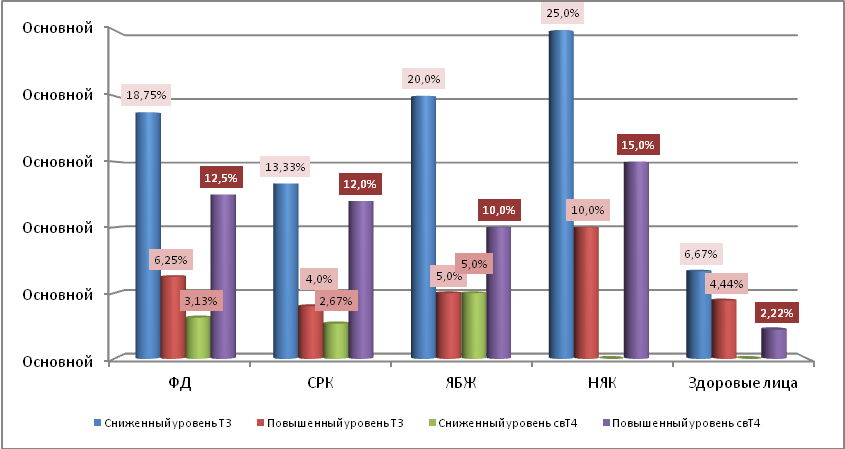 Основной
Основной
Основной
Основной
Основной
Основной
18,75%
6,25%
3,13%
12,5%
13,33%
4,0%
2,67%
12,0%
20,0%
5,0%
5,0%
10,0%
25,0%
10,0%
15,0%
6,67%
4,44%
2,22%
ФД
СРК
ЯБЖ
НЯК
Здоровые лица
Сниженный уровень Т3
Повышенный уровень Т3
Сниженный уровень свТ4
Повышенный уровень свТ4